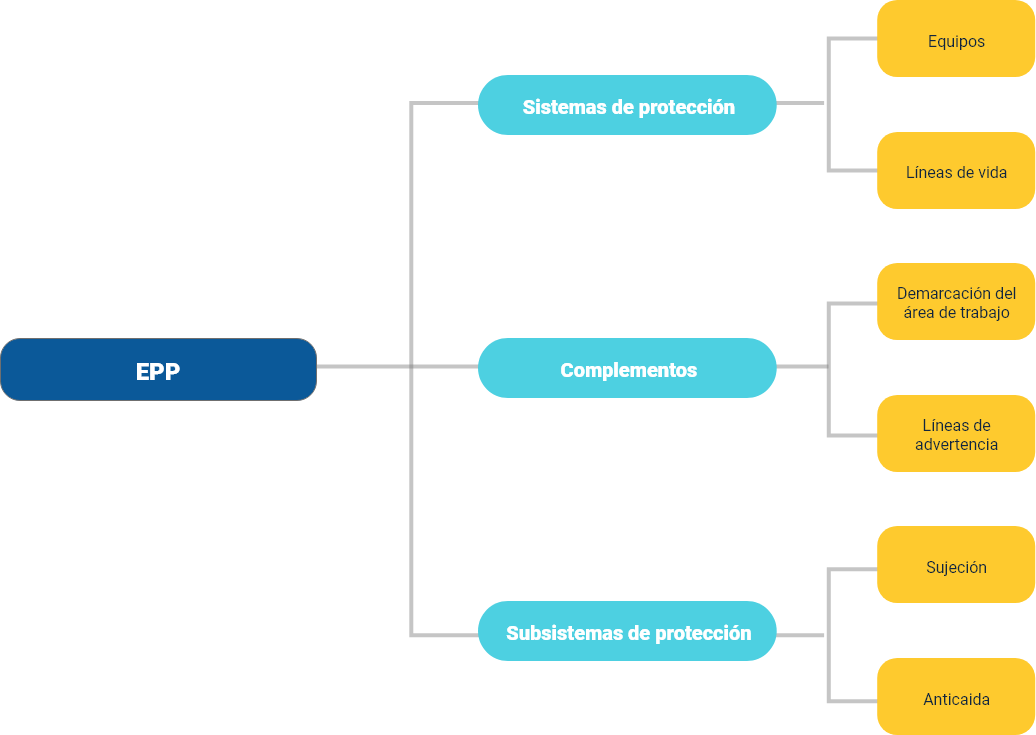 Equipos
Sistemas de protección
Líneas de vida
Demarcación del
área de trabajo
EPP
Complementos
Líneas de
advertencia
Sujeción
Subsistemas de protección
Anticaida